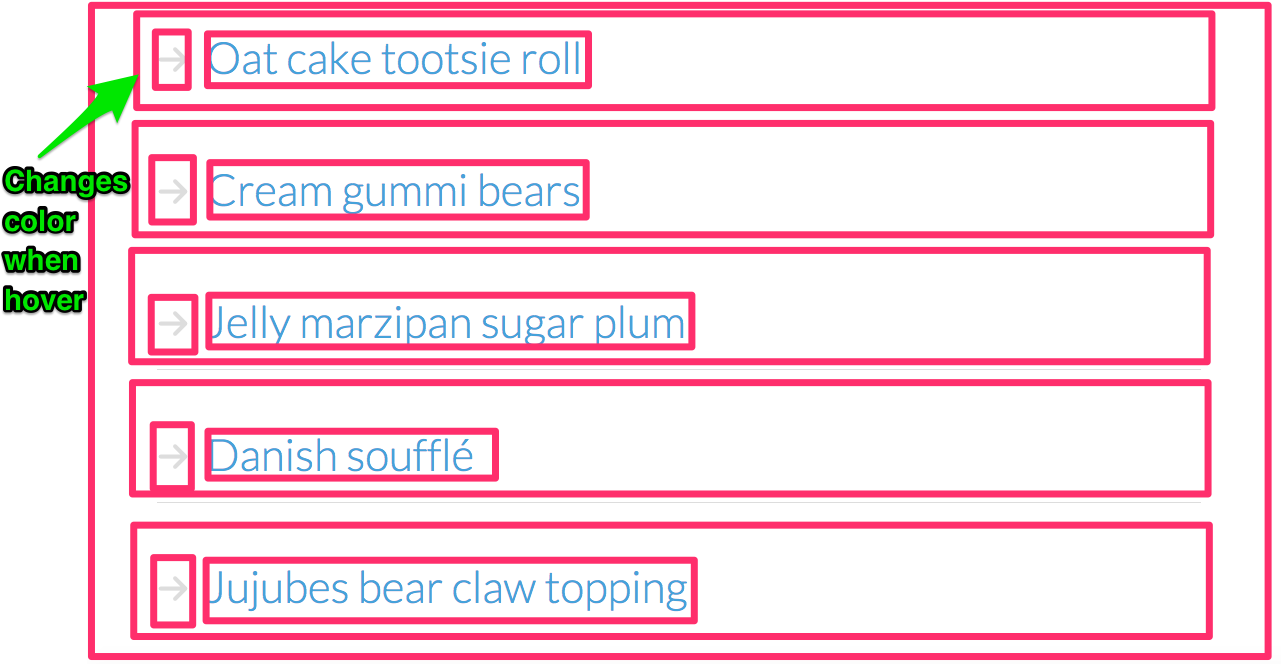 Oat cake tootsie roll
Changes
color
when
hover
Cream gummi bears
Jelly marzipan sugar plum
Danish soufflé
Jujubes bear claw topping